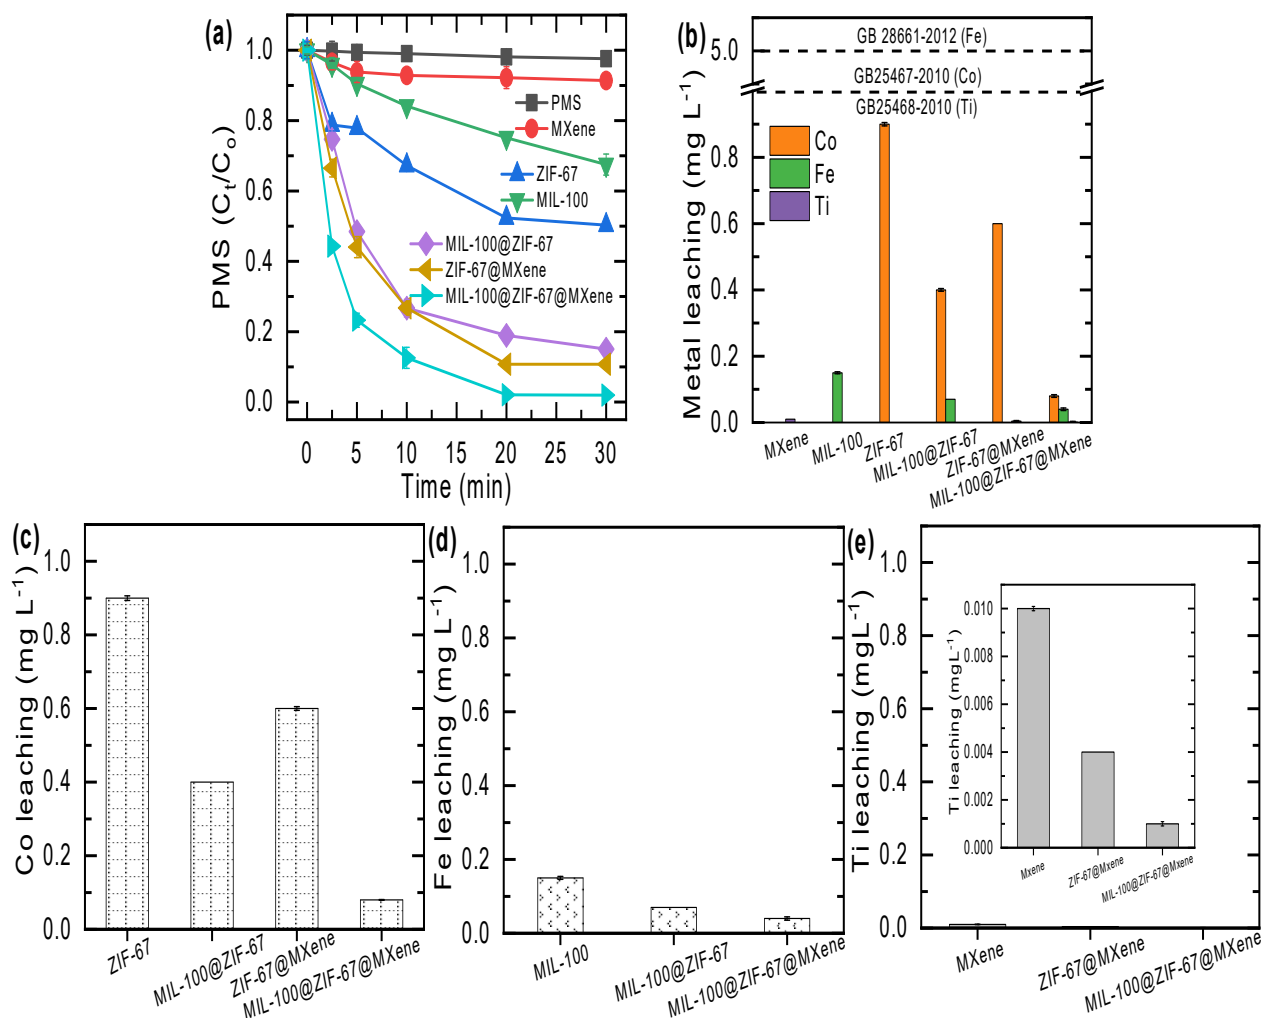 (a)
PMS (Ct/Co)
1.0
0.8
0.6
0.4
0.2
0.0
PMS
MXene
ZIF-67
MIL-100
MIL-100@ZIF-67
ZIF-67@MXene
MIL-100@ZIF-67@MXene
0 5 10 15 20 25 30
Time (min)
(b)
Metal leaching (mg L-1)
5.0
0.8
0.6
0.4
0.2
0.0
GB 28661-2012 (Fe)
GB25467-2010 (Co)
GB25468-2010 (Ti)
Co
Fe
Ti
MXene
MIL-100
ZIF-67
MIL-100@ZIF-67
ZIF-67@MXene
MIL-100@ZIF-67@MXene
(c)
Co leaching (mg L-1)
1.0
0.8
0.6
0.4
0.2
0.0
ZIF-67
MIL-100@ZIF-67
ZIF-67@MXene
MIL-100@ZIF-67@MXene
(d)
Fe leaching (mg L-1)
1.0
0.8
0.6
0.4
0.2
0.0
MIL-100
MIL-100@ZIF-67
MIL-100@ZIF-67@MXene
(e)
Ti leaching (mgL-1)
1.0
0.8
0.6
0.4
0.2
0.0
MXene
ZIF-67@MXene
MIL-100@ZIF-67@MXene
Ti leaching (mgL-1)
0.010
0.008
0.006
0.004
0.002
0.000
Mxene
ZIF-67@Mxene
MIL-100@ZIF-67@Mxene